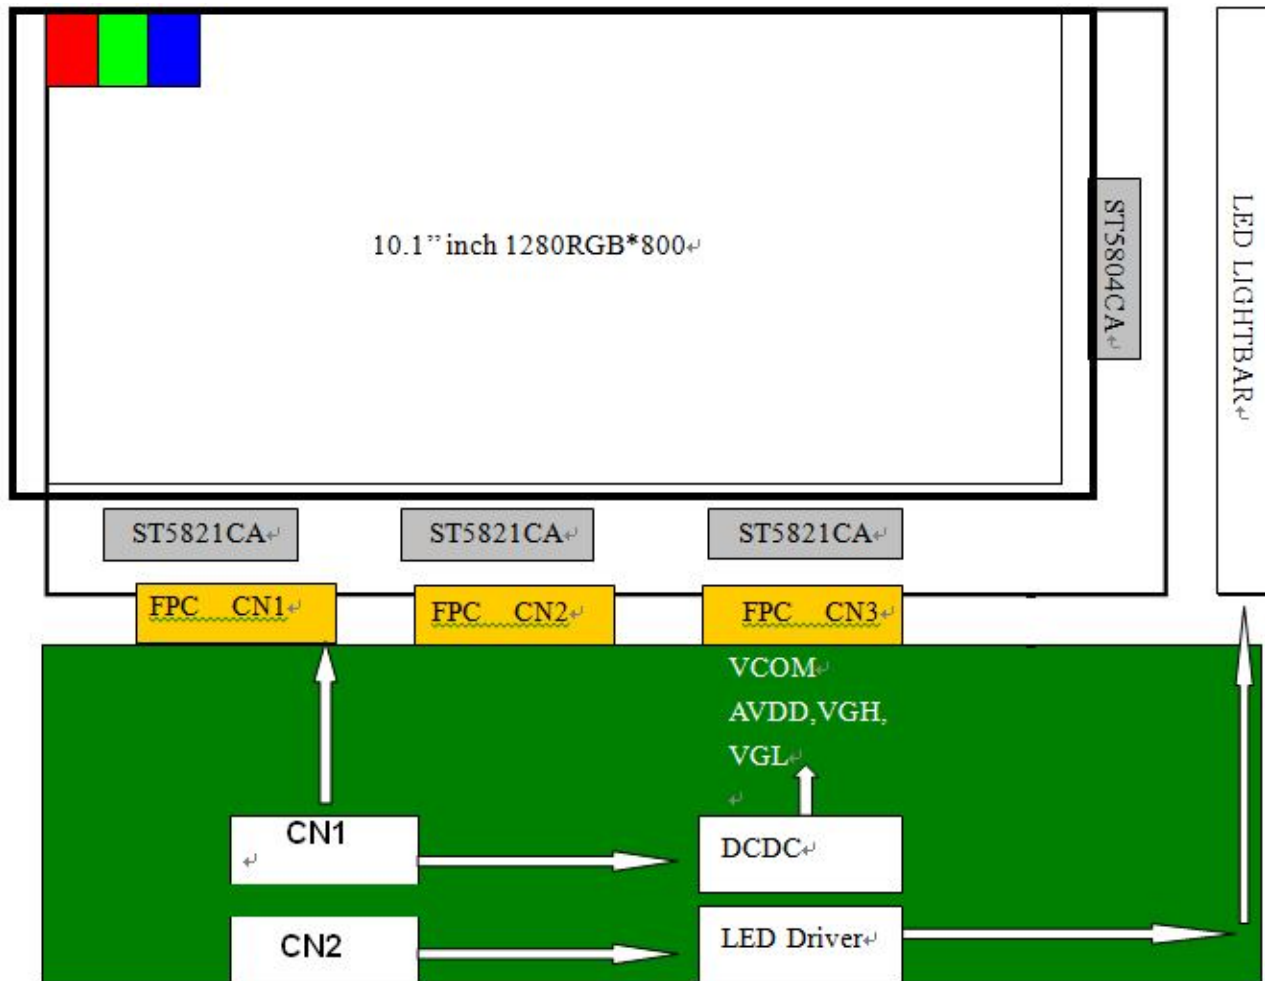 10.1” inch 1280RGB*800
ST5804CA
LED LIGHTBAR
ST5821CA
ST5821CA
ST5821CA
FPC CN1
FPC CN2
FPC CN3
VCOM
AVDD,VGH,
VGL
CN1
DCDC
CN2
LED Driver